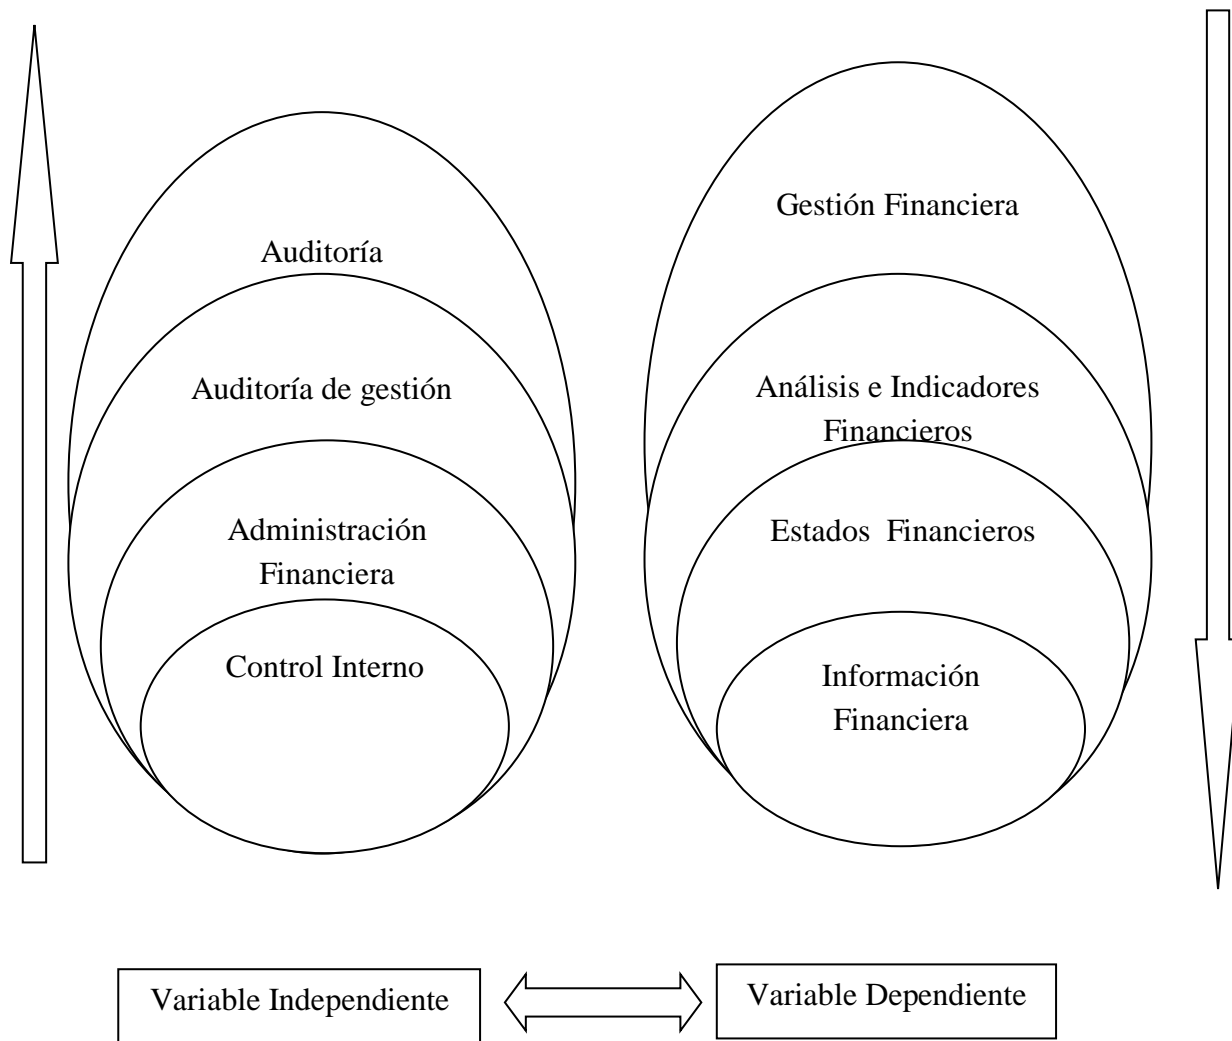 Auditoría
Auditoría de gestión
Administración
Financiera
Control Interno
Gestión Financiera
Análisis e Indicadores
Financieros
Estados  Financieros
Información
Financiera
Variable Independiente
Variable Dependiente